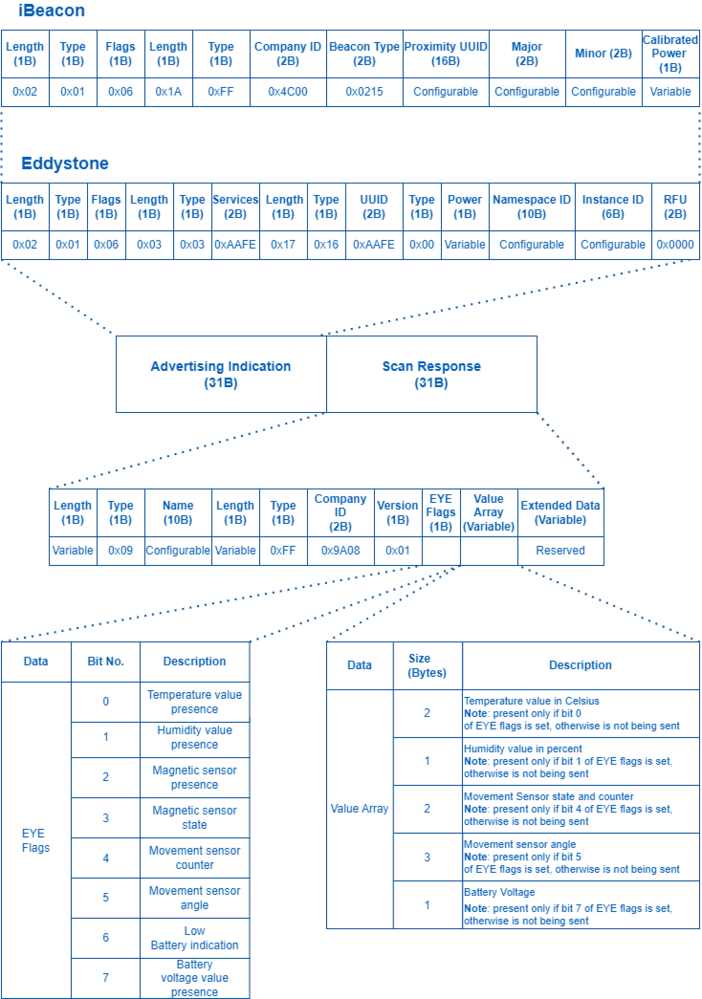 iBeacon
Length (1B) Type (1B) Flags (1B) Length (1B) Type (1B) Company ID (2B) Beacon Type (2B) Proximity UUID (16B) Major (2B) Minor (2B) Calibrated Power (1B)
0x02 0x01 0x06 0x1A 0xFF 0x4C00 0x0215 Configurable Configurable Configurable Variable
Eddystone
Length (1B) Type (1B) Flags (1B) Length (1B) Type (1B) Services (2B) Length (1B) Type (1B) UUID (2B) Type (1B) Power (1B) Namespace ID (10B) Instance ID (6B) RFU (2B)
0x02 0x01 0x06 0x03 0x03 0xAAFE 0x17 0x16 0xAAFE 0x00 Variable Configurable Configurable 0x0000
Advertising Indication (31B) Scan Response (31B)
Length (1B) Type (1B) Name (10B) Length (1B) Type (1B) Company ID (2B) Version (1B) EYE Flags (1B) Value Array (Variable) Extended Data (Variable)
Variable 0x09 Configurable Variable 0xFF 0x9A08 0x01 Reserved
Data Bit No. Description
EYE Flags
0 Temperature value presence
1 Humidity value presence
2 Magnetic sensor presence
3 Magnetic sensor state
4 Movement sensor counter
5 Movement sensor angle
6 Low Battery indication
7 Battery voltage value presence
Data Size (Bytes) Description
Value Array
2 Temperature value in Celsius
Note: present only if bit 0
of EYE flags is set, otherwise is not being sent
1 Humidity value in percent
Note: present only if bit 1 of EYE flags is set,
otherwise is not being sent
2 Movement Sensor state and counter
Note: present only if bit 4 of EYE flags is set,
otherwise is not being sent
3 Movement sensor angle
Note: present only if bit 5
of EYE flags is set, otherwise is not being sent
1 Battery Voltage
Note: present only if bit 7 of EYE flags is set,
otherwise is not being sent